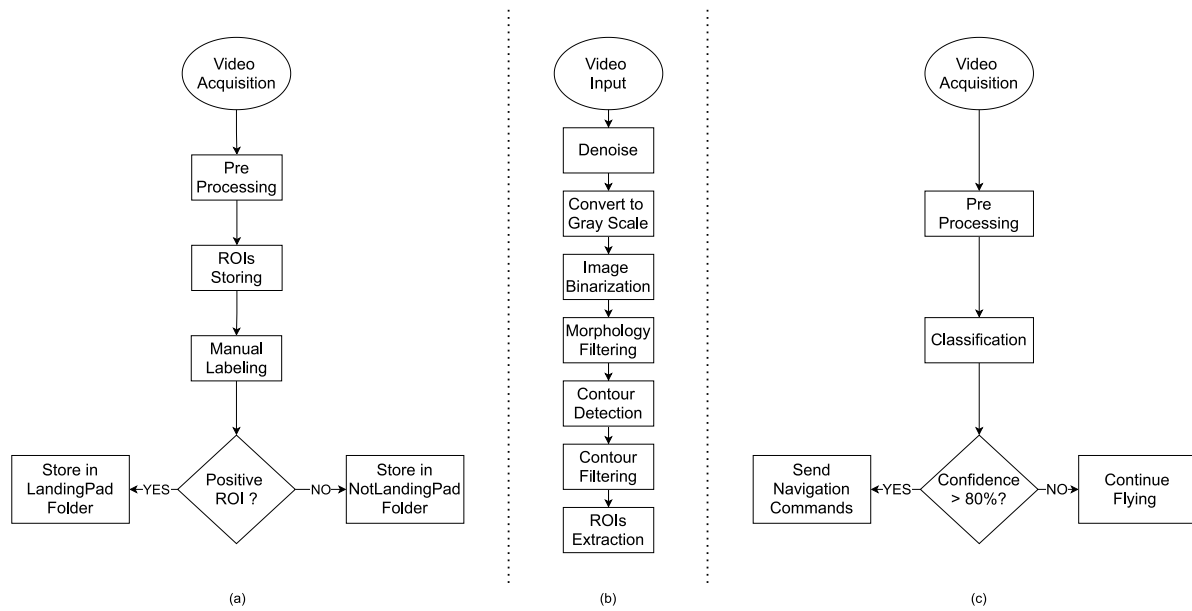 Video
Acquisition
Pre
Processing
ROIs
Storing
Manual
Labeling
Positive
ROI ?
YES
Store in
LandingPad
Folder
NO
Store in
NotLandingPad
Folder
(a)
Video
Input
Denoise
Convert to
Gray Scale
Image
Binarization
Morphology
Filtering
Contour
Detection
Contour
Filtering
ROIs
Extraction
(b)
Video
Acquisition
Pre
Processing
Classification
Confidence
> 80%?
YES
Send
Navigation
Commands
NO
Continue
Flying
(c)